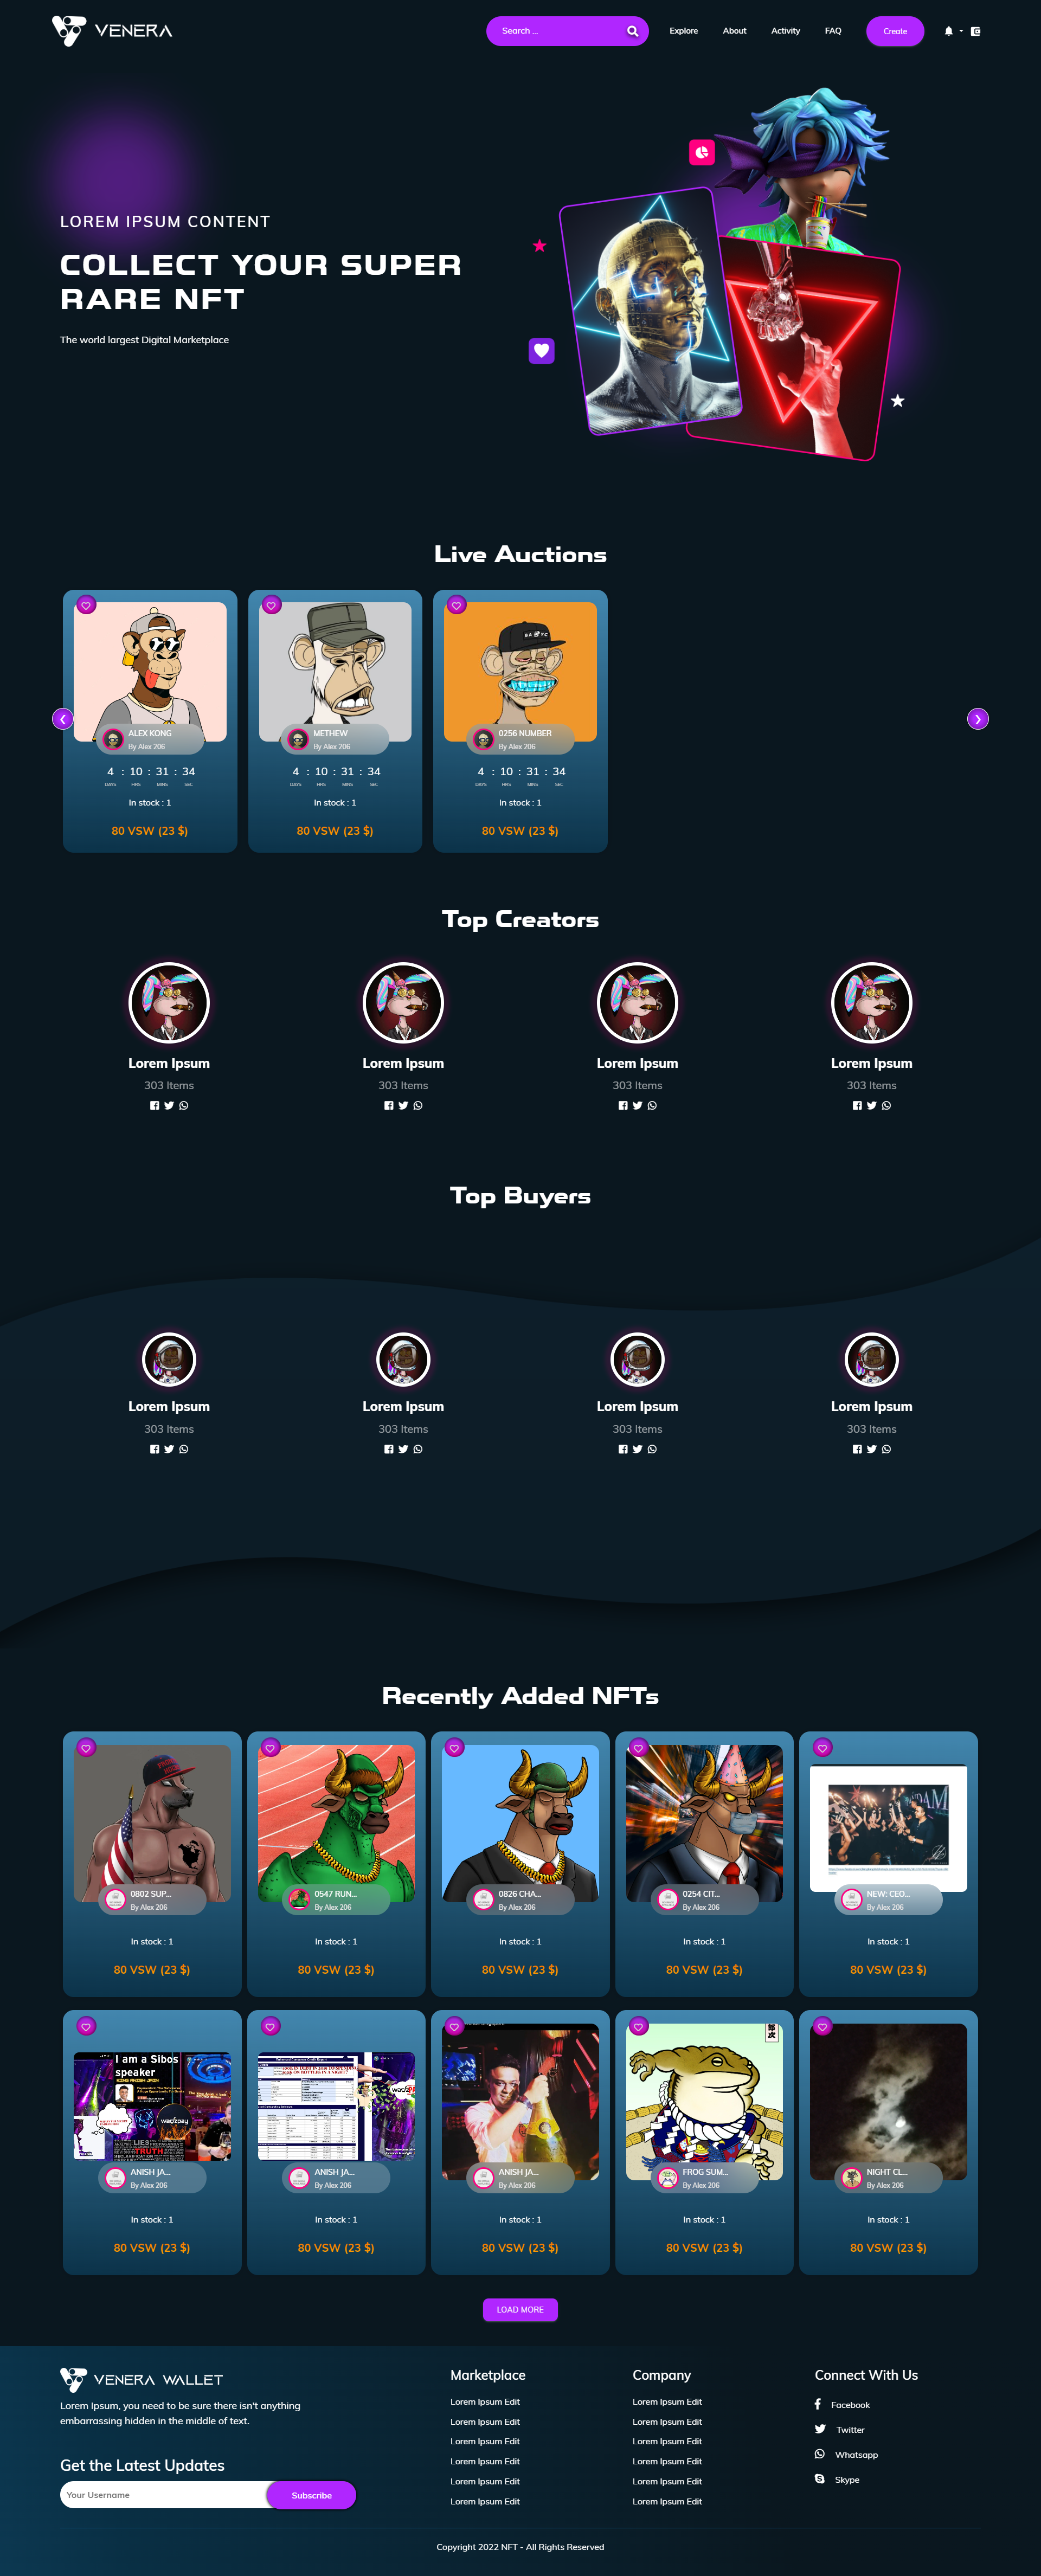 VENERA
Search ...
Explore
About
Activity
FAQ
Create
LOREM IPSUM CONTENT
COLLECT YOUR SUPER
RARE NFT
The world largest Digital Marketplace
Live Auctions
ALEX KONG
By Alex 206
4 : 10 : 31 : 34
DAYS HRS MINS SEC
In stock : 1
80 VSW (23 $)
METHEW
By Alex 206
4 : 10 : 31 : 34
DAYS HRS MINS SEC
In stock : 1
80 VSW (23 $)
0256 NUMBER
By Alex 206
4 : 10 : 31 : 34
DAYS HRS MINS SEC
In stock : 1
80 VSW (23 $)
Top Creators
Lorem Ipsum
303 Items
Lorem Ipsum
303 Items
Lorem Ipsum
303 Items
Lorem Ipsum
303 Items
Top Buyers
Lorem Ipsum
303 Items
Lorem Ipsum
303 Items
Lorem Ipsum
303 Items
Lorem Ipsum
303 Items
Recently Added NFTs
0802 SUP...
By Alex 206
In stock : 1
80 VSW (23 $)
0547 RUN...
By Alex 206
In stock : 1
80 VSW (23 $)
0826 CHA...
By Alex 206
In stock : 1
80 VSW (23 $)
0254 CIT...
By Alex 206
In stock : 1
80 VSW (23 $)
NEW: CEO...
By Alex 206
In stock : 1
80 VSW (23 $)
I am a Sibos
speaker
KING ANISH JAIN
wadzpay
LIES
TRUTH
ANISH JA...
By Alex 206
In stock : 1
80 VSW (23 $)
ANISH JA...
By Alex 206
In stock : 1
80 VSW (23 $)
ANISH JA...
By Alex 206
In stock : 1
80 VSW (23 $)
FROG SUM...
By Alex 206
In stock : 1
80 VSW (23 $)
NIGHT CL...
By Alex 206
In stock : 1
80 VSW (23 $)
LOAD MORE
VENERA WALLET
Lorem Ipsum, you need to be sure there isn't anything
embarrassing hidden in the middle of text.
Get the Latest Updates
Your Username
Subscribe
Marketplace
Lorem Ipsum Edit
Lorem Ipsum Edit
Lorem Ipsum Edit
Lorem Ipsum Edit
Lorem Ipsum Edit
Lorem Ipsum Edit
Company
Lorem Ipsum Edit
Lorem Ipsum Edit
Lorem Ipsum Edit
Lorem Ipsum Edit
Lorem Ipsum Edit
Lorem Ipsum Edit
Connect With Us
Facebook
Twitter
Whatsapp
Skype
Copyright 2022 NFT - All Rights Reserved